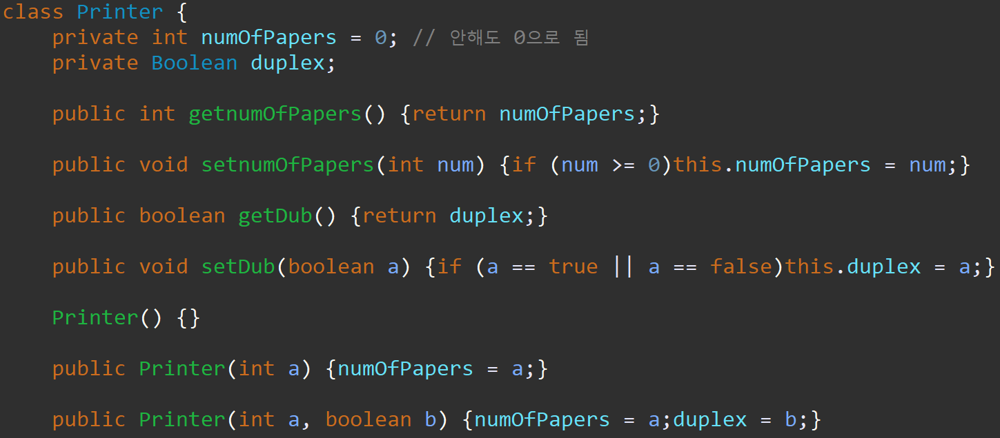 class Printer {
private int numOfPapers = 0; // 안해도 0으로 됨
private Boolean duplex;
public int getnumOfPapers() {return numOfPapers;}
public void setnumOfPapers(int num) {if (num >= 0)this.numOfPapers = num;}
public boolean getDub() {return duplex;}
public void setDub(boolean a) {if (a == true || a == false)this.duplex = a;}
Printer() {}
public Printer(int a) {numOfPapers = a;}
public Printer(int a, boolean b) {numOfPapers = a;duplex = b;}